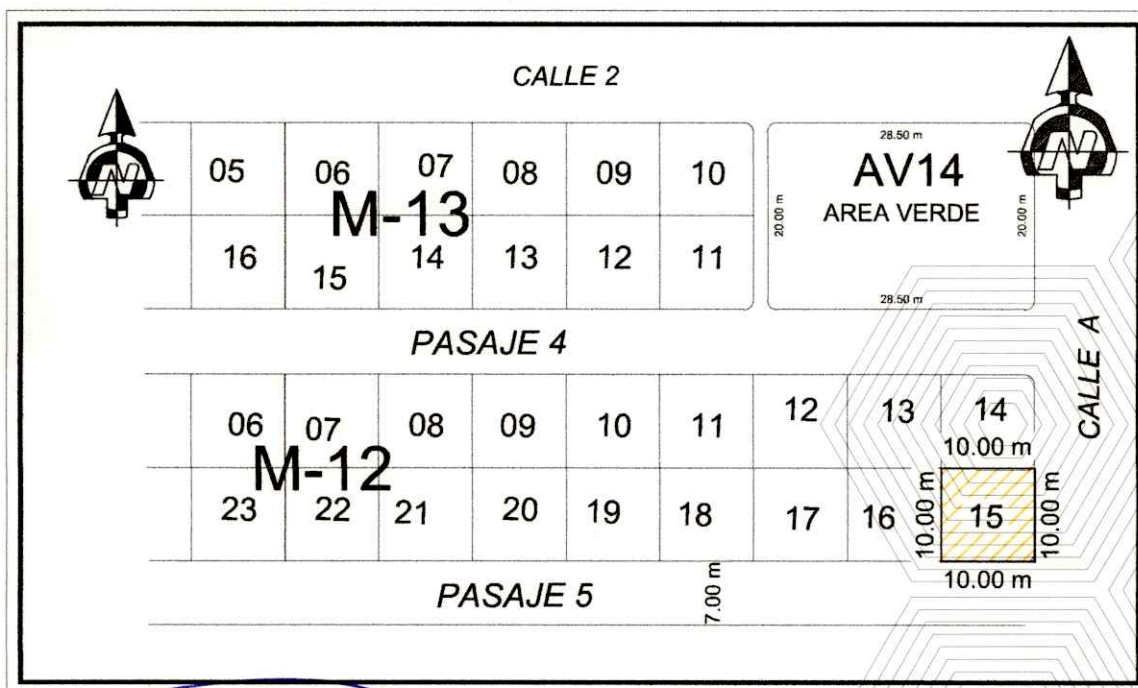 CALLE 2
28.50 m
05 06 07 08 09 10
AV14
M-13
20.00 m
AREA VERDE
20.00 m
16 15 14 13 12 11
28.50 m
PASAJE 4
CALLE A
06 07 08 09 10 11 12 13 14
10.00 m
M-12
23 22 21 20 19 18 17 16
10.00 m
15
10.00 m
10.00 m
PASAJE 5
7.00 m
N
N